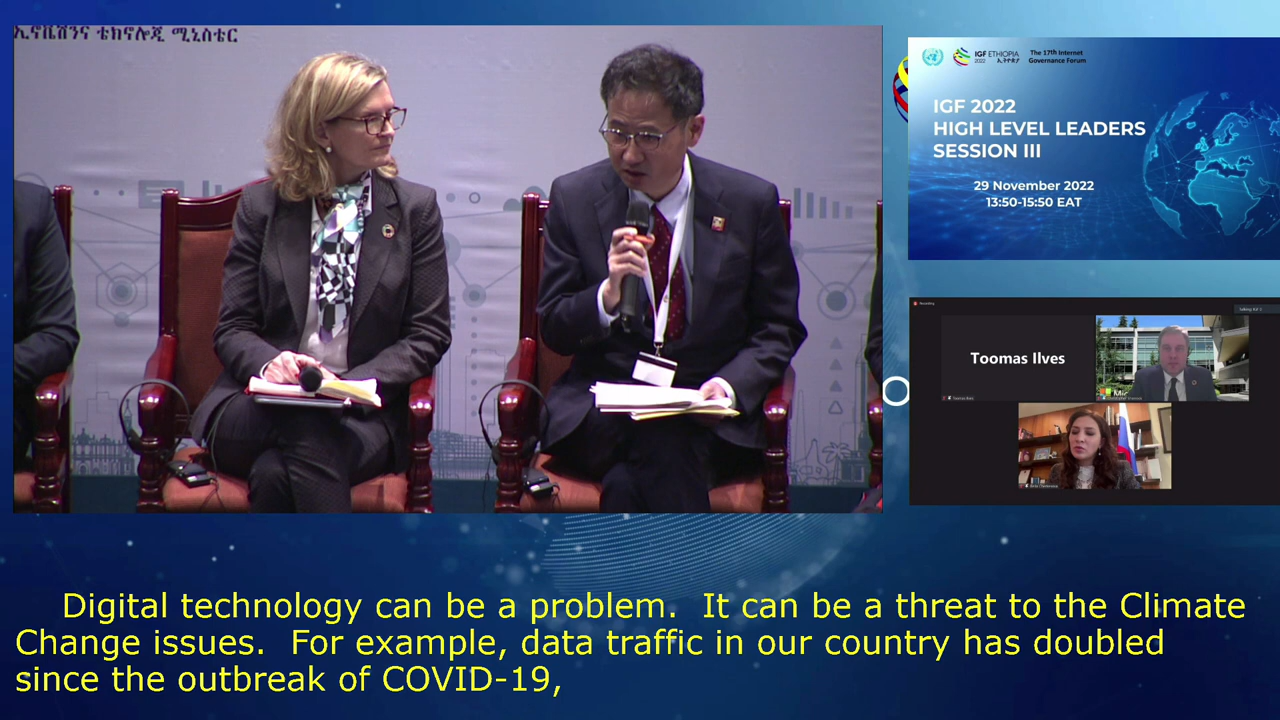 ኢኖቬሽንና ቴክኖሎጂ ሚኒስቴር
IGF ETHIOPIA
2022 ኢትዮጵያ
The 17th Internet
Governance Forum
IGF 2022
HIGH LEVEL LEADERS
SESSION III
29 November 2022
13:50-15:50 EAT
Recording
Toomas Ilves
Digital technology can be a problem. It can be a threat to the Climate
Change issues. For example, data traffic in our country has doubled
since the outbreak of COVID-19,